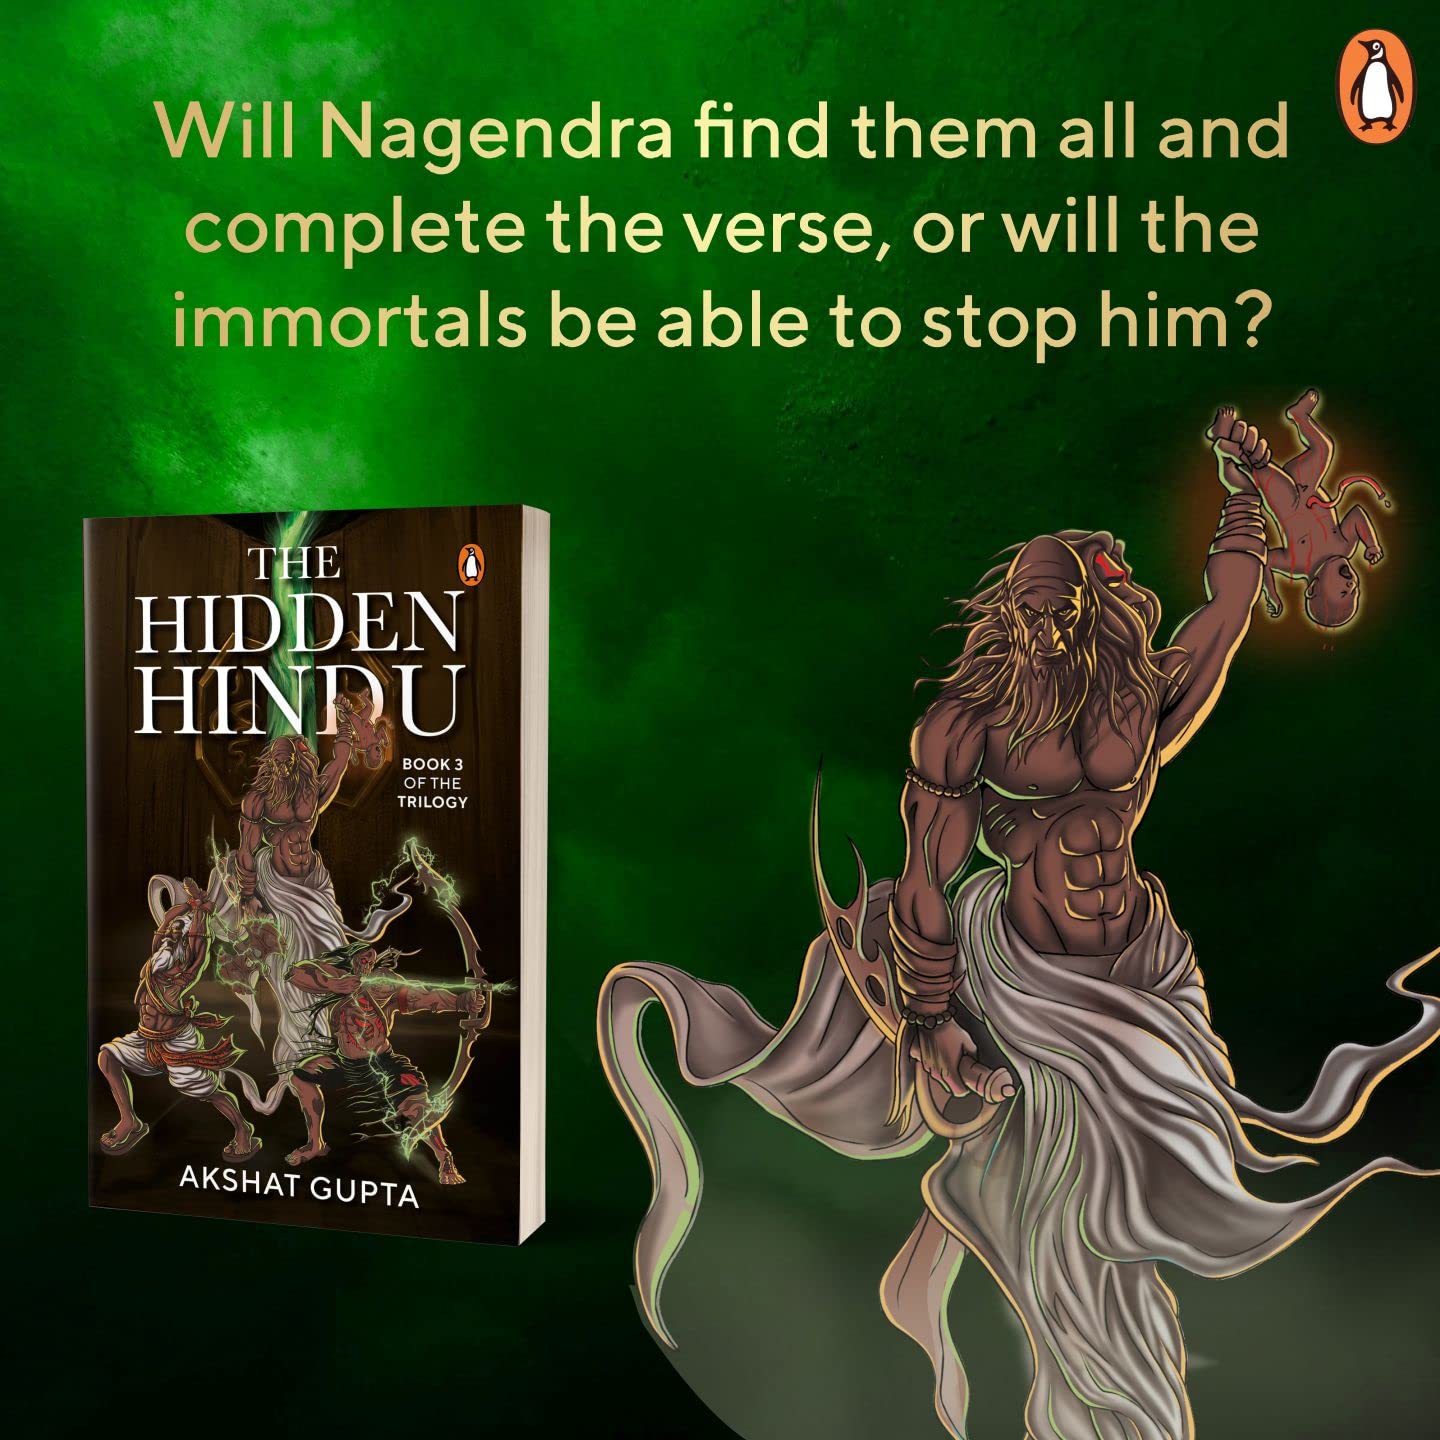 Will Nagendra find them all and
complete the verse, or will the
immortals be able to stop him?
THE
HIDDEN
HINDU
BOOK 3
OF THE
TRILOGY
AKSHAT GUPTA